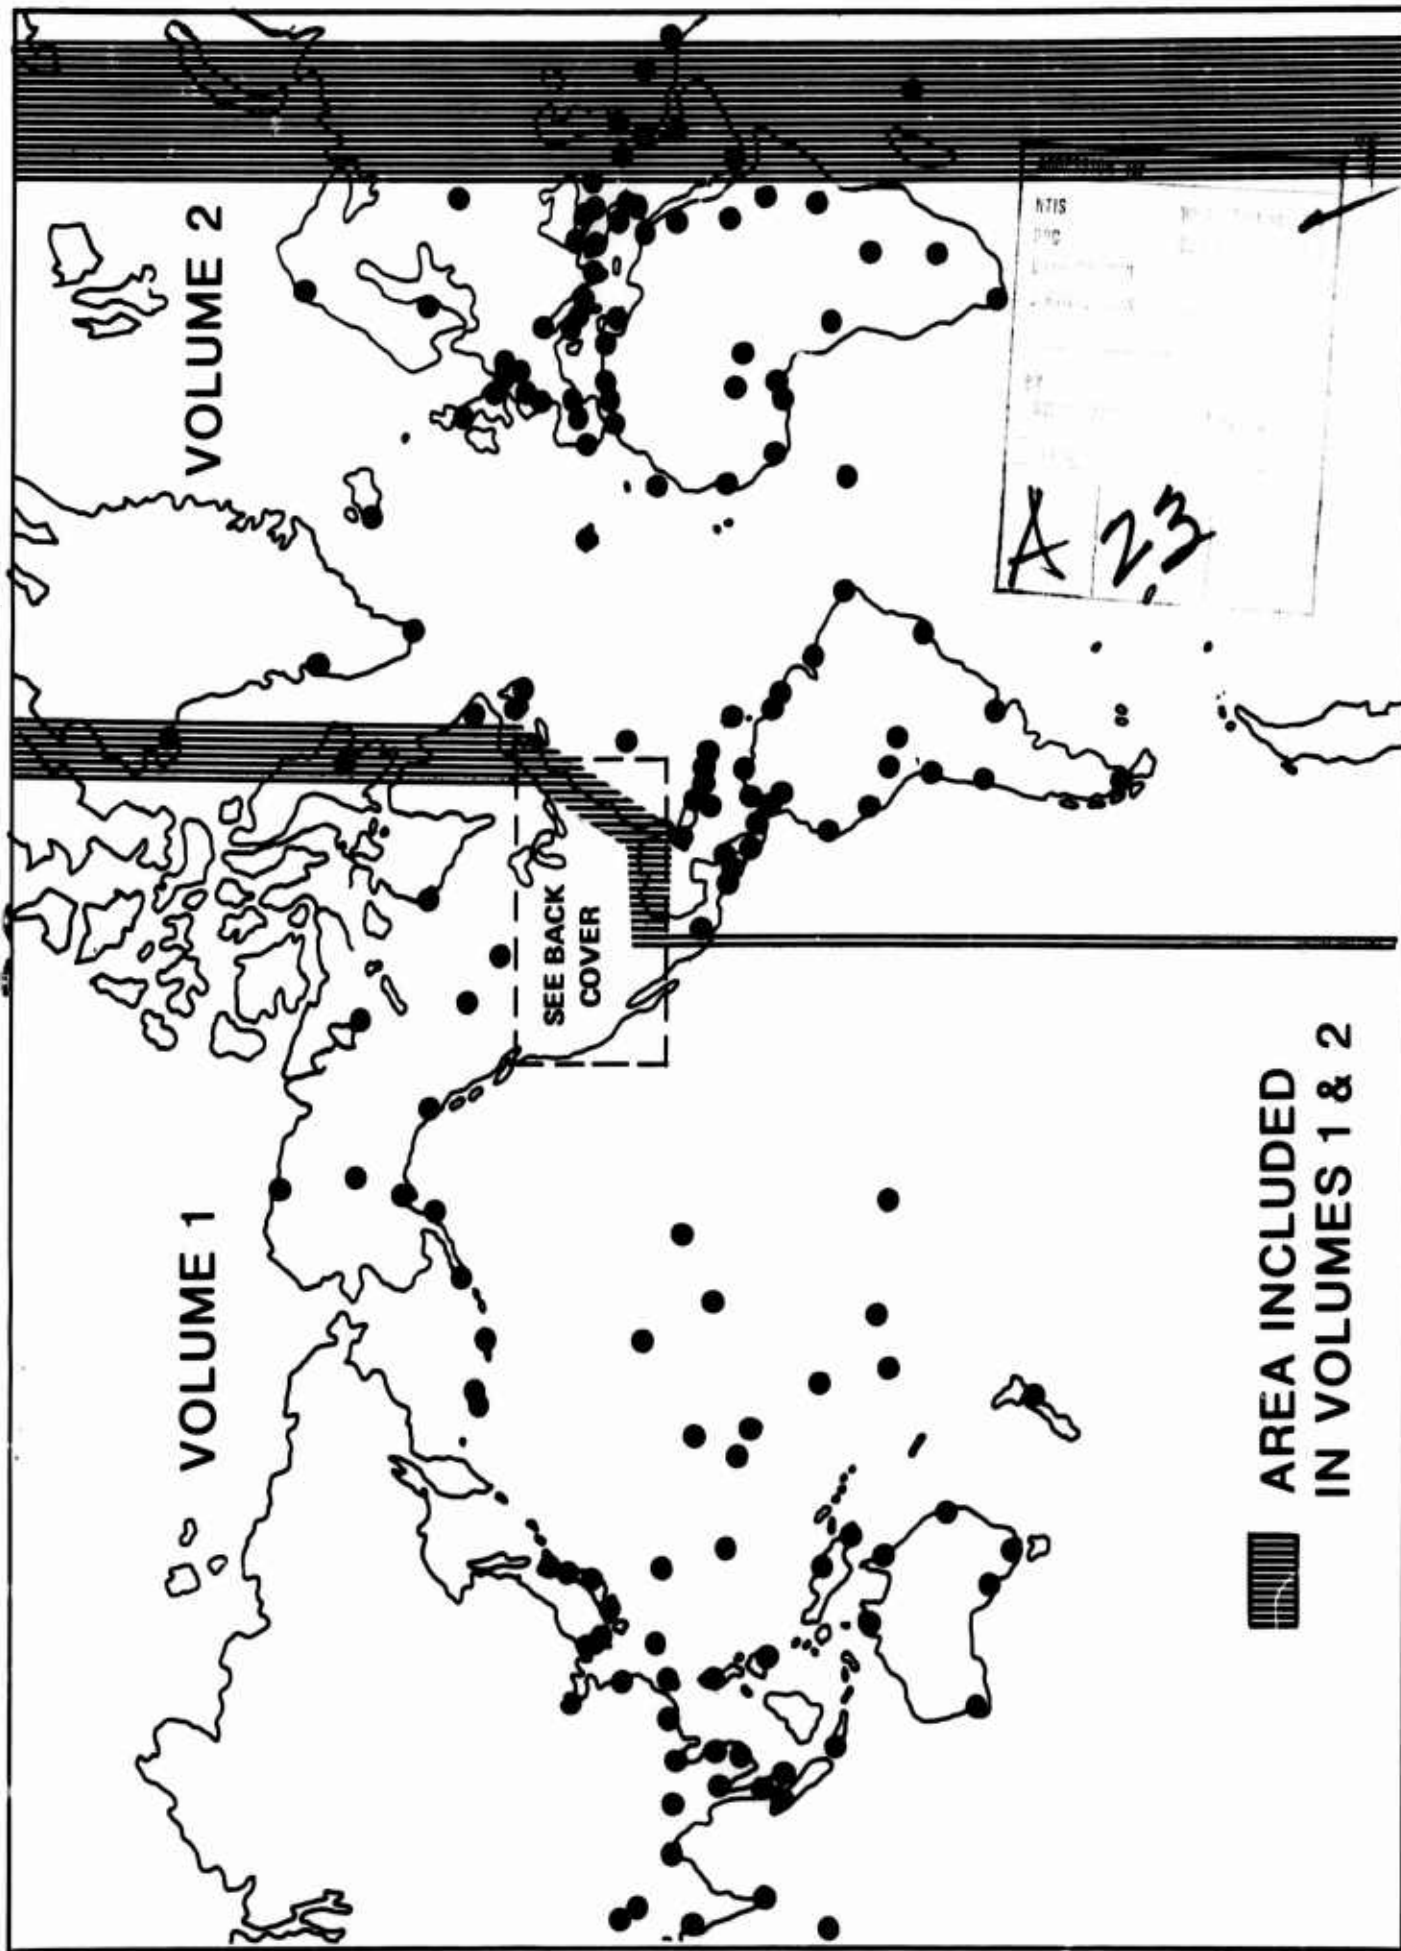 VOLUME 1
VOLUME 2
SEE BACK
COVER
AREA INCLUDED
IN VOLUMES 1 & 2
NTIS
A 23